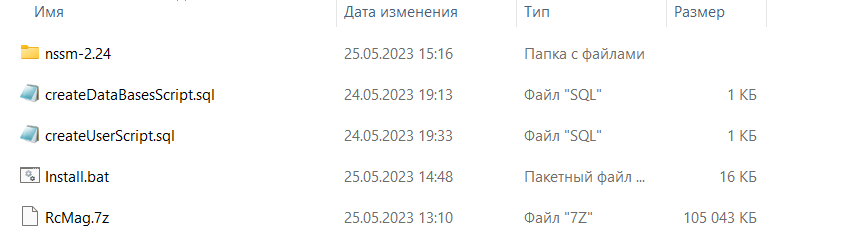 Имя Дата изменения Тип Размер
nssm-2.24 25.05.2023 15:16 Папка с файлами
createDataBasesScript.sql 24.05.2023 19:13 Файл "SQL" 1 КБ
createUserScript.sql 24.05.2023 19:33 Файл "SQL" 1 КБ
Install.bat 25.05.2023 14:48 Пакетный файл ... 16 КБ
RcMag.7z 25.05.2023 13:10 Файл "7Z" 105 043 КБ